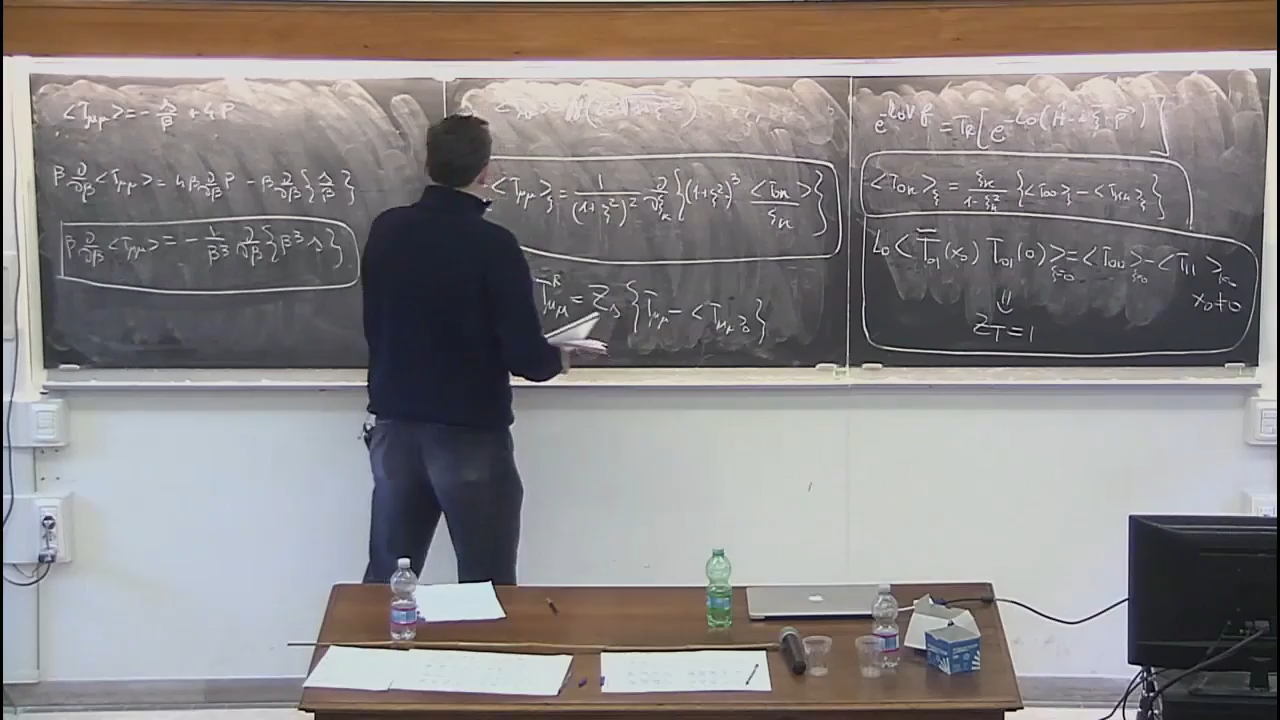 <T_μμ> = -s/β + 4P
β ∂/∂β <T_μμ> = 4β ∂/∂β P - β ∂/∂β {s/β}
β ∂/∂β <T_μμ> = - 1/β³ ∂/∂β {β³ s}
<T_μμ>_ξ = 1/(1+ξ²)² ∂/∂ξ_k {(1+ξ²)³ <T_0k>/ξ_k}
T^R_μμ = Z_s {T_μμ - <T_μμ>_0}
e^{-L_0 V f} = Tr[e^{-L_0(Ĥ - i ξ·P)}]
<T_0k>_ξ = ξ_k/(1-ξ_k²) {<T_00>_ξ - <T_kk>_ξ}
L_0 <T̄_01(x_0) T_01(0)>_{ξ=0} = <T_00>_{ξ=0} - <T_11>_{ξ=0}
x_0≠0
⇓
Z_T = 1